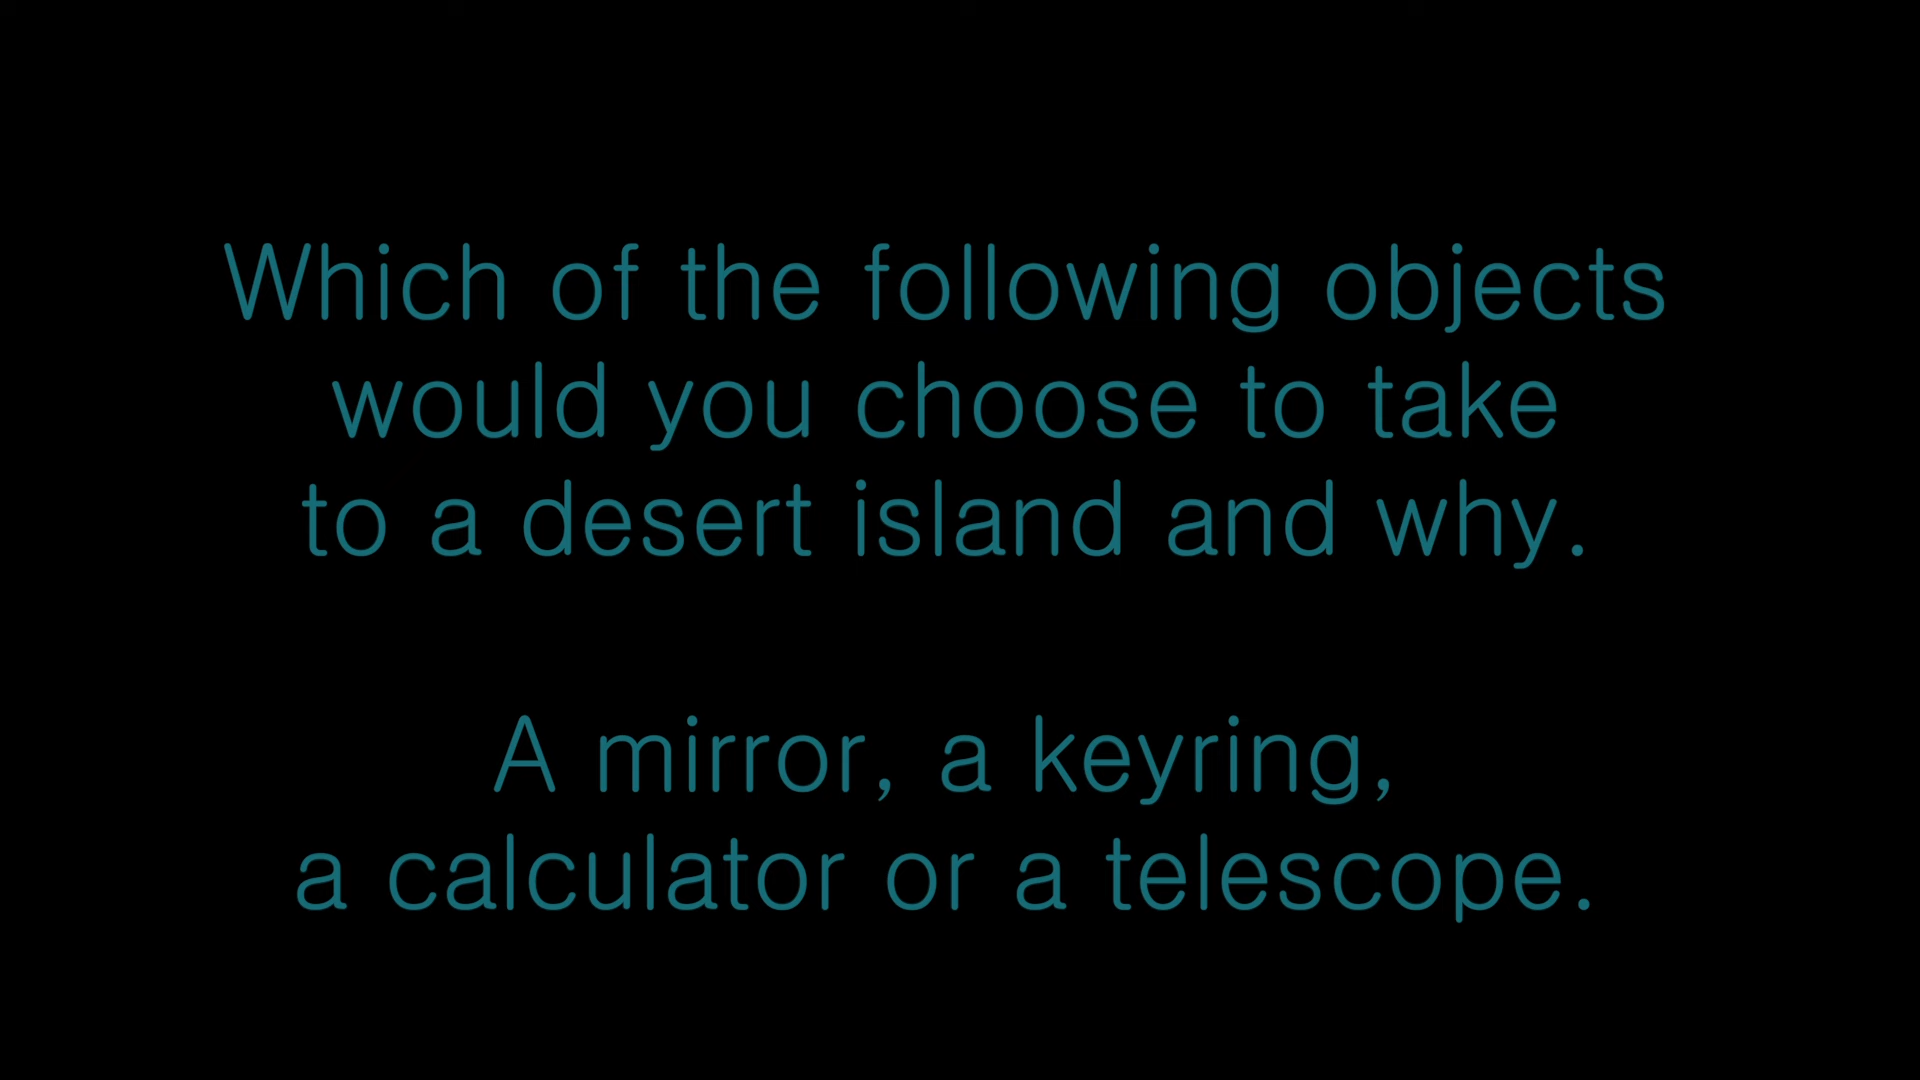 Which of the following objects
would you choose to take
to a desert island and why.
A mirror, a keyring,
a calculator or a telescope.